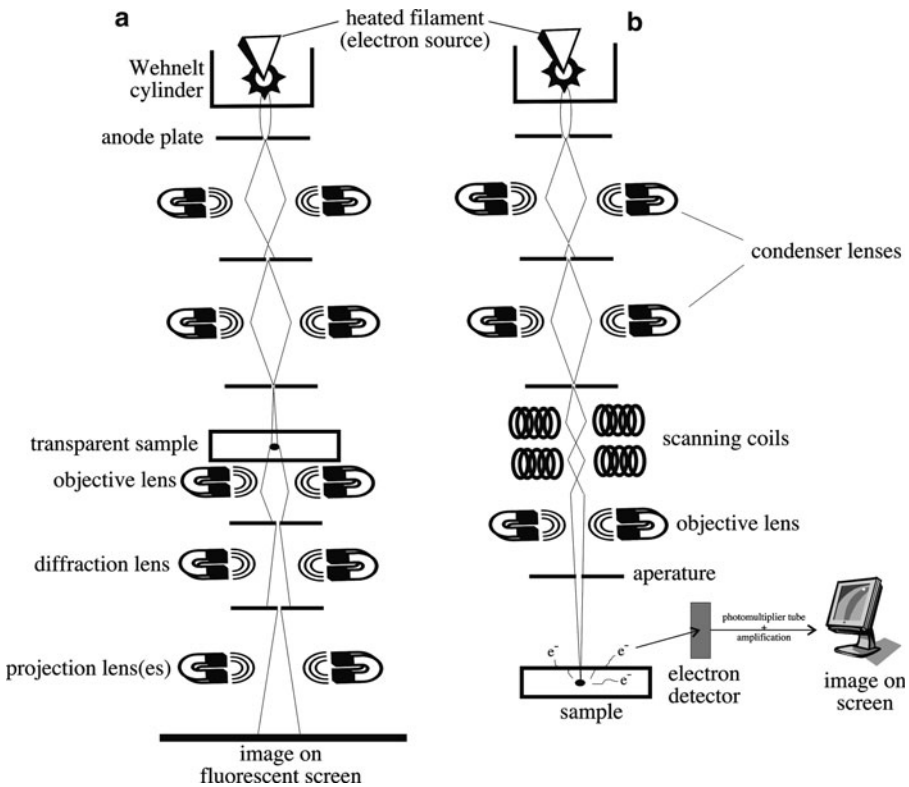 a
heated filament
(electron source)
b
Wehnelt
cylinder
anode plate
condenser lenses
transparent sample
objective lens
diffraction lens
projection lens(es)
image on
fluorescent screen
scanning coils
objective lens
aperature
photomultiplier tube
+
amplification
e-
e-
e-
electron
detector
sample
image on
screen